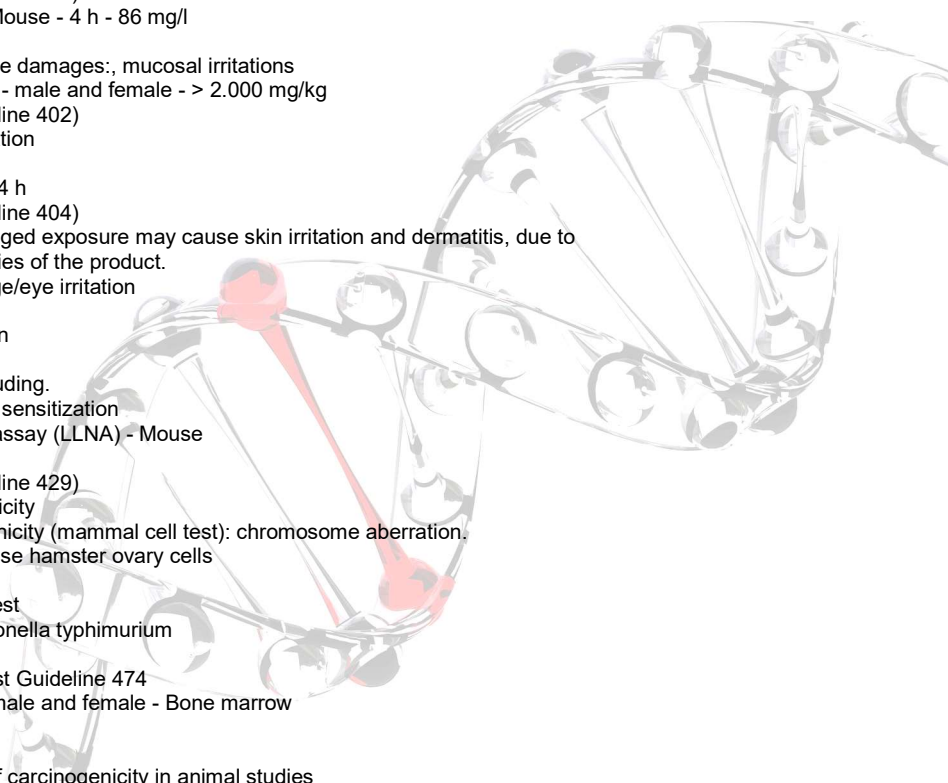 Mouse - 4 h - 86 mg/l
e damages:, mucosal irritations
- male and female - > 2.000 mg/kg
line 402)
tion
4 h
line 404)
ged exposure may cause skin irritation and dermatitis, due to
ies of the product.
ge/eye irritation
n
uding.
sensitization
assay (LLNA) - Mouse
line 429)
icity
nicity (mammal cell test): chromosome aberration.
se hamster ovary cells
est
onella typhimurium
st Guideline 474
male and female - Bone marrow
f carcinogenicity in animal studies